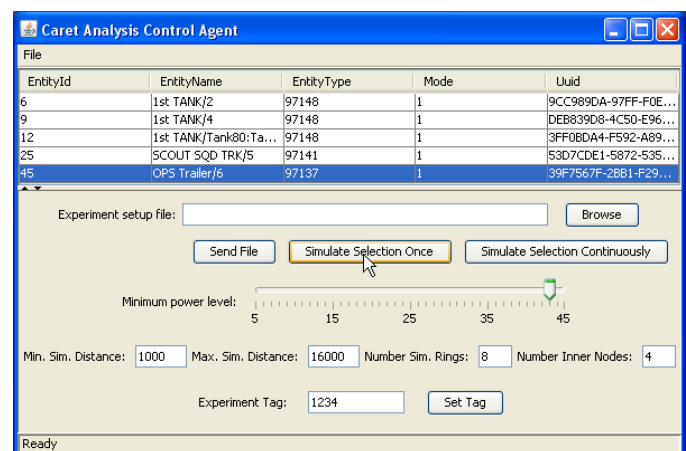 Caret Analysis Control Agent
File
EntityId EntityName EntityType Mode Uuid
6 1st TANK/2 97148 1 9CC989DA-97FF-F0E...
9 1st TANK/4 97148 1 DEB839D8-4C50-E96...
12 1st TANK/Tank80:Ta... 97148 1 3FF0BDA4-F592-A89...
25 SCOUT SQD TRK/5 97141 1 53D7CDE1-5872-535...
45 OPS Trailer/6 97137 1 39F7567F-2BB1-F29...
Experiment setup file: Browse
Send File Simulate Selection Once Simulate Selection Continuously
Minimum power level:
5 15 25 35 45
Min. Sim. Distance: 1000 Max. Sim. Distance: 16000 Number Sim. Rings: 8 Number Inner Nodes: 4
Experiment Tag: 1234 Set Tag
Ready